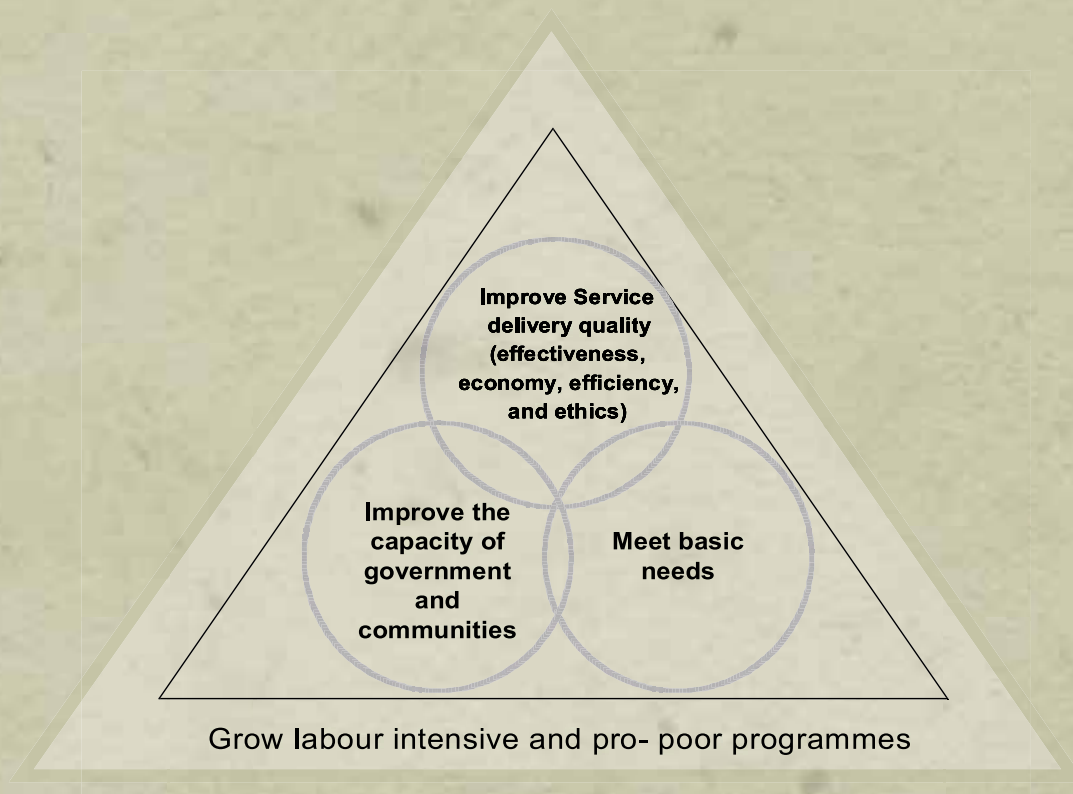 Improve Service
delivery quality
(effectiveness,
economy, efficiency,
and ethics)
Improve the
capacity of
government
and
communities
Meet basic
needs
Grow labour intensive and pro- poor programmes